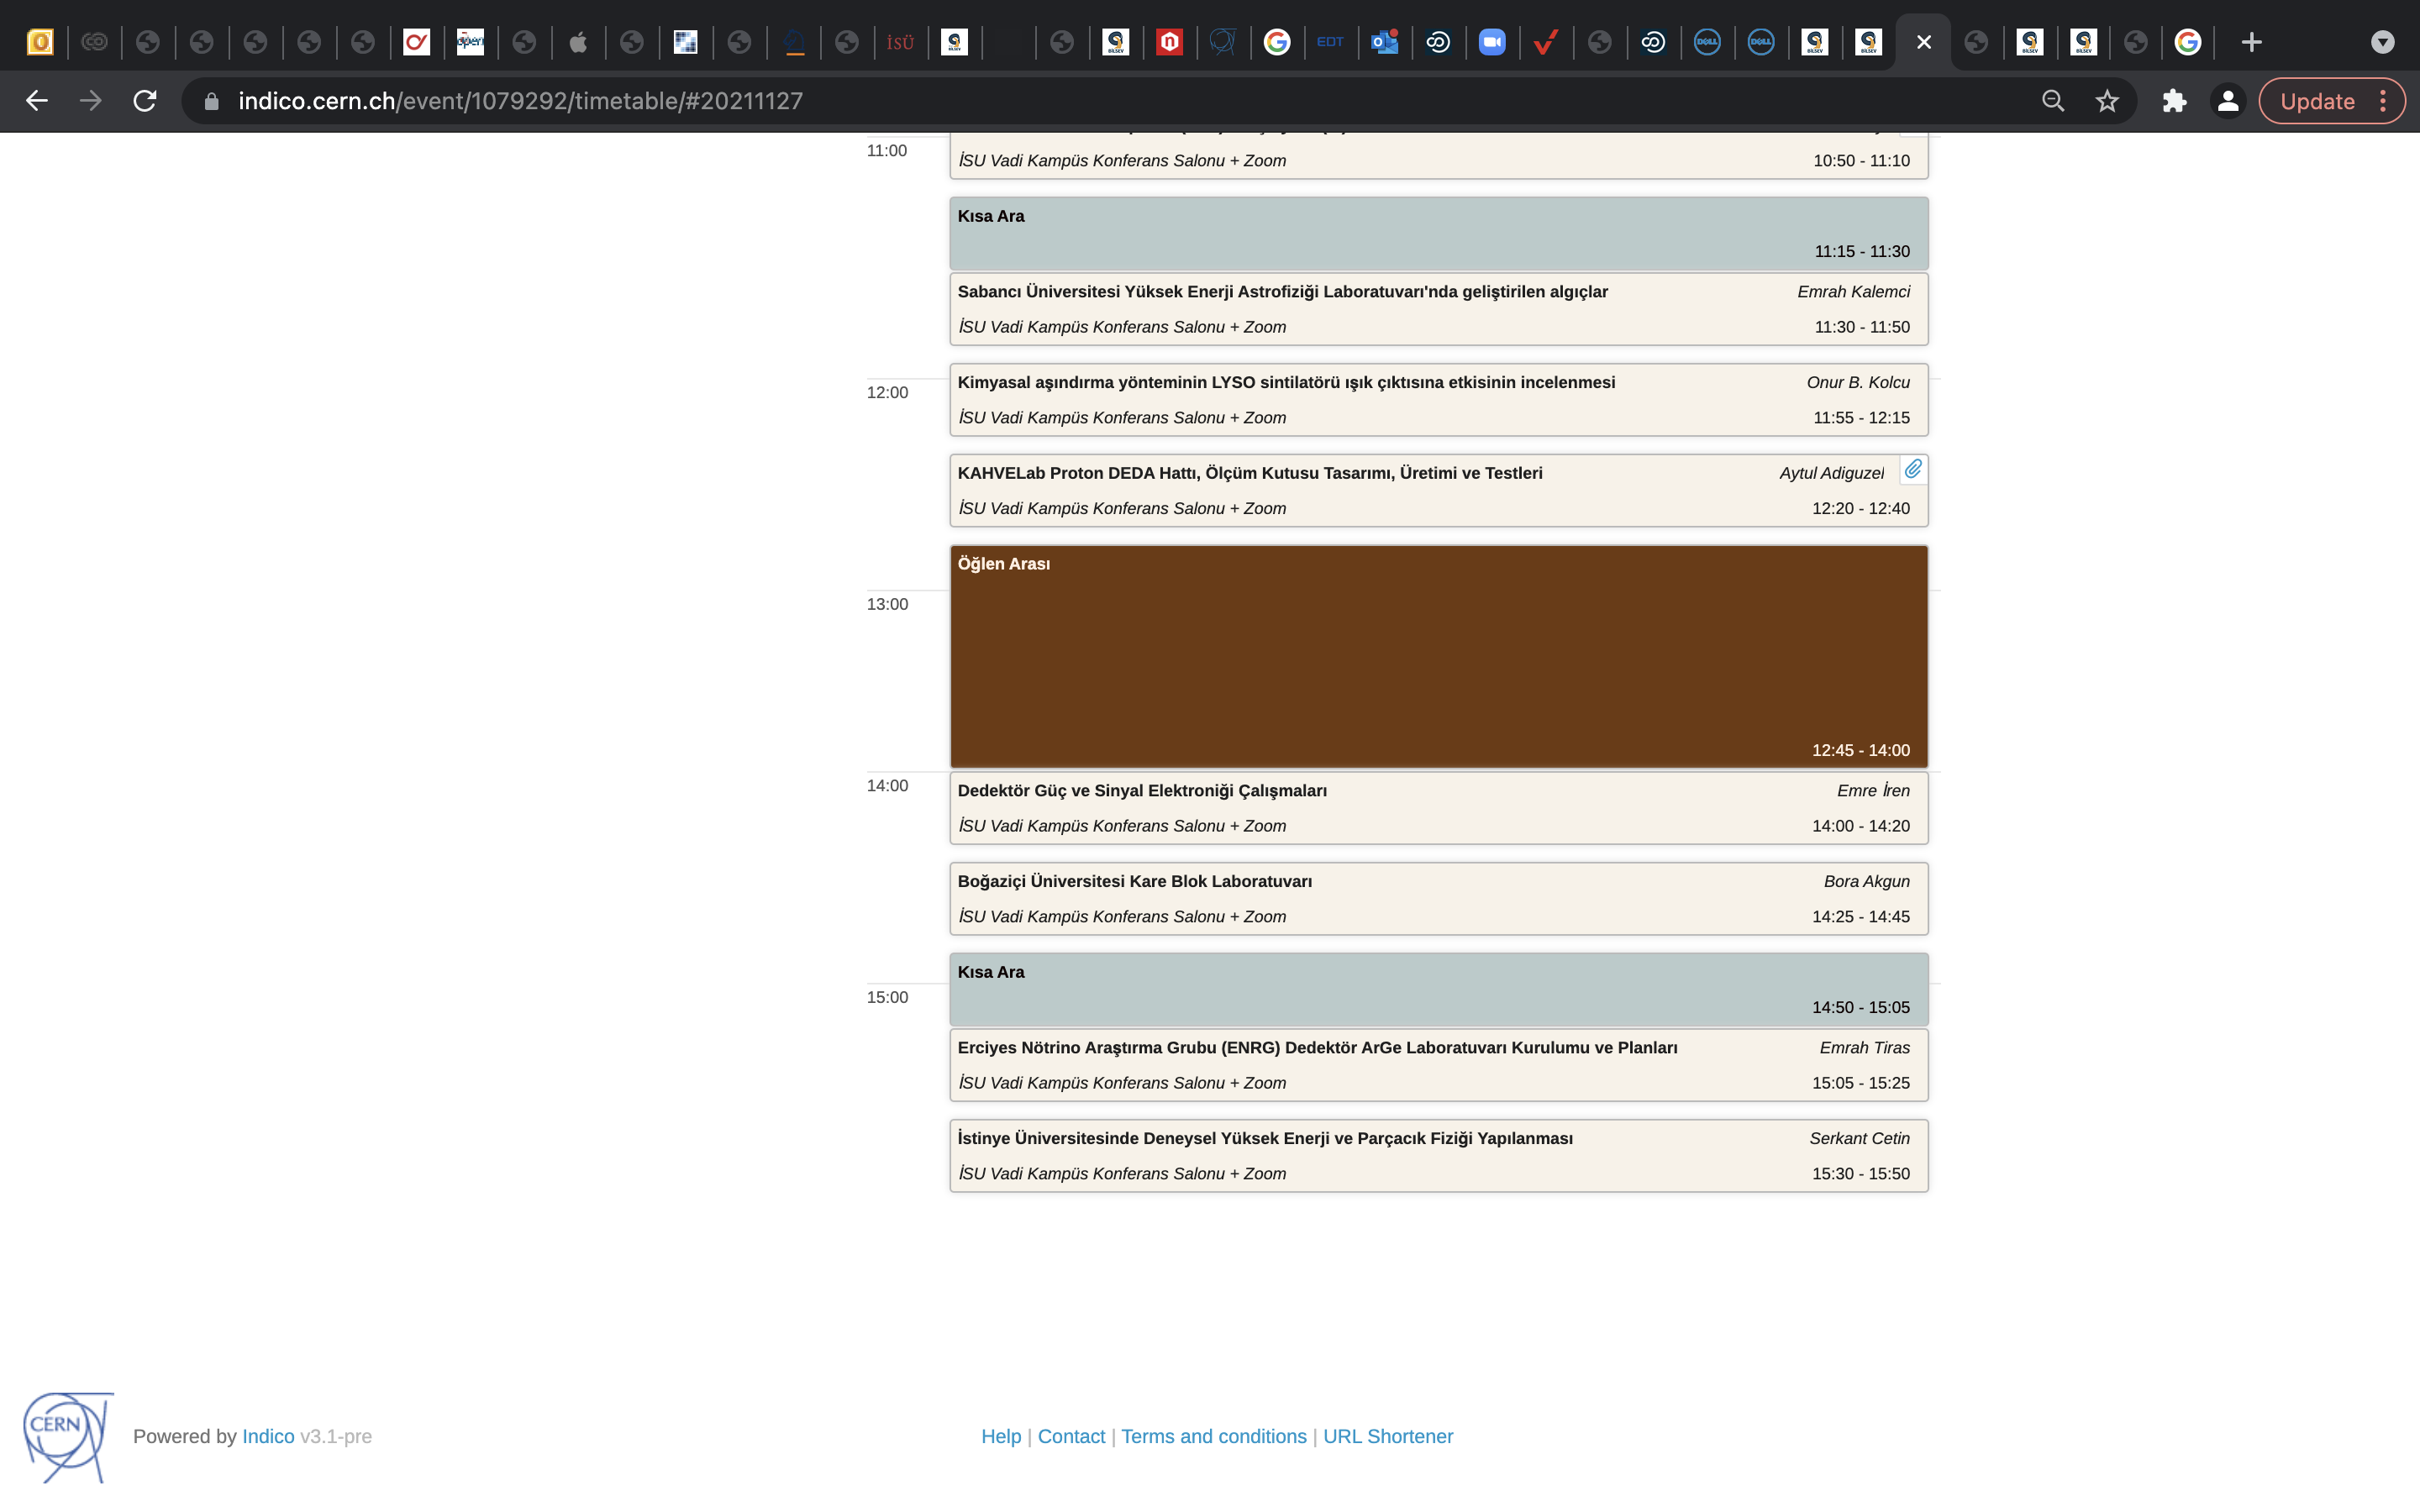 İSÜ
EDT
DELL
DELL
indico.cern.ch/event/1079292/timetable/#20211127
Update
11:00
İSU Vadi Kampüs Konferans Salonu + Zoom 10:50 - 11:10
Kısa Ara
11:15 - 11:30
Sabancı Üniversitesi Yüksek Enerji Astrofiziği Laboratuvarı'nda geliştirilen algıçlar Emrah Kalemci
İSU Vadi Kampüs Konferans Salonu + Zoom 11:30 - 11:50
12:00
Kimyasal aşındırma yönteminin LYSO sintilatörü ışık çıktısına etkisinin incelenmesi Onur B. Kolcu
İSU Vadi Kampüs Konferans Salonu + Zoom 11:55 - 12:15
KAHVELab Proton DEDA Hattı, Ölçüm Kutusu Tasarımı, Üretimi ve Testleri Aytul Adiguzel
İSU Vadi Kampüs Konferans Salonu + Zoom 12:20 - 12:40
Öğlen Arası
13:00
12:45 - 14:00
14:00
Dedektör Güç ve Sinyal Elektroniği Çalışmaları Emre İren
İSU Vadi Kampüs Konferans Salonu + Zoom 14:00 - 14:20
Boğaziçi Üniversitesi Kare Blok Laboratuvarı Bora Akgun
İSU Vadi Kampüs Konferans Salonu + Zoom 14:25 - 14:45
Kısa Ara
15:00
14:50 - 15:05
Erciyes Nötrino Araştırma Grubu (ENRG) Dedektör ArGe Laboratuvarı Kurulumu ve Planları Emrah Tiras
İSU Vadi Kampüs Konferans Salonu + Zoom 15:05 - 15:25
İstinye Üniversitesinde Deneysel Yüksek Enerji ve Parçacık Fiziği Yapılanması Serkant Cetin
İSU Vadi Kampüs Konferans Salonu + Zoom 15:30 - 15:50
CERN
Powered by Indico v3.1-pre
Help | Contact | Terms and conditions | URL Shortener